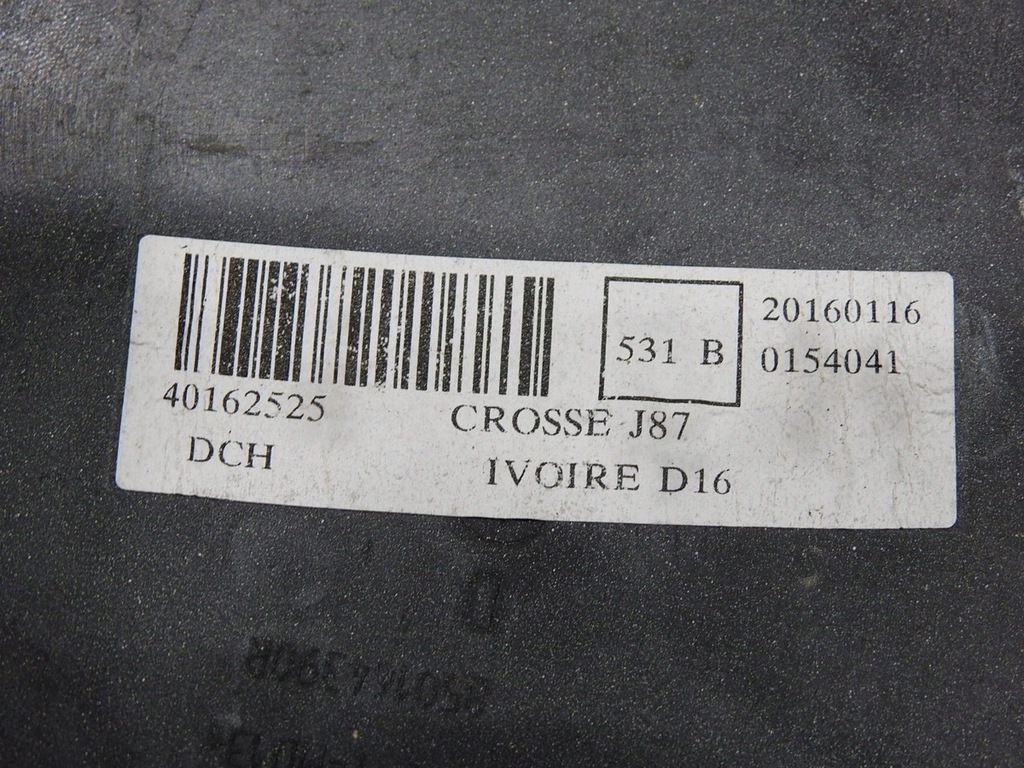 531 B
20160116
0154041
40162525
CROSSE J87
DCH
IVOIRE D16